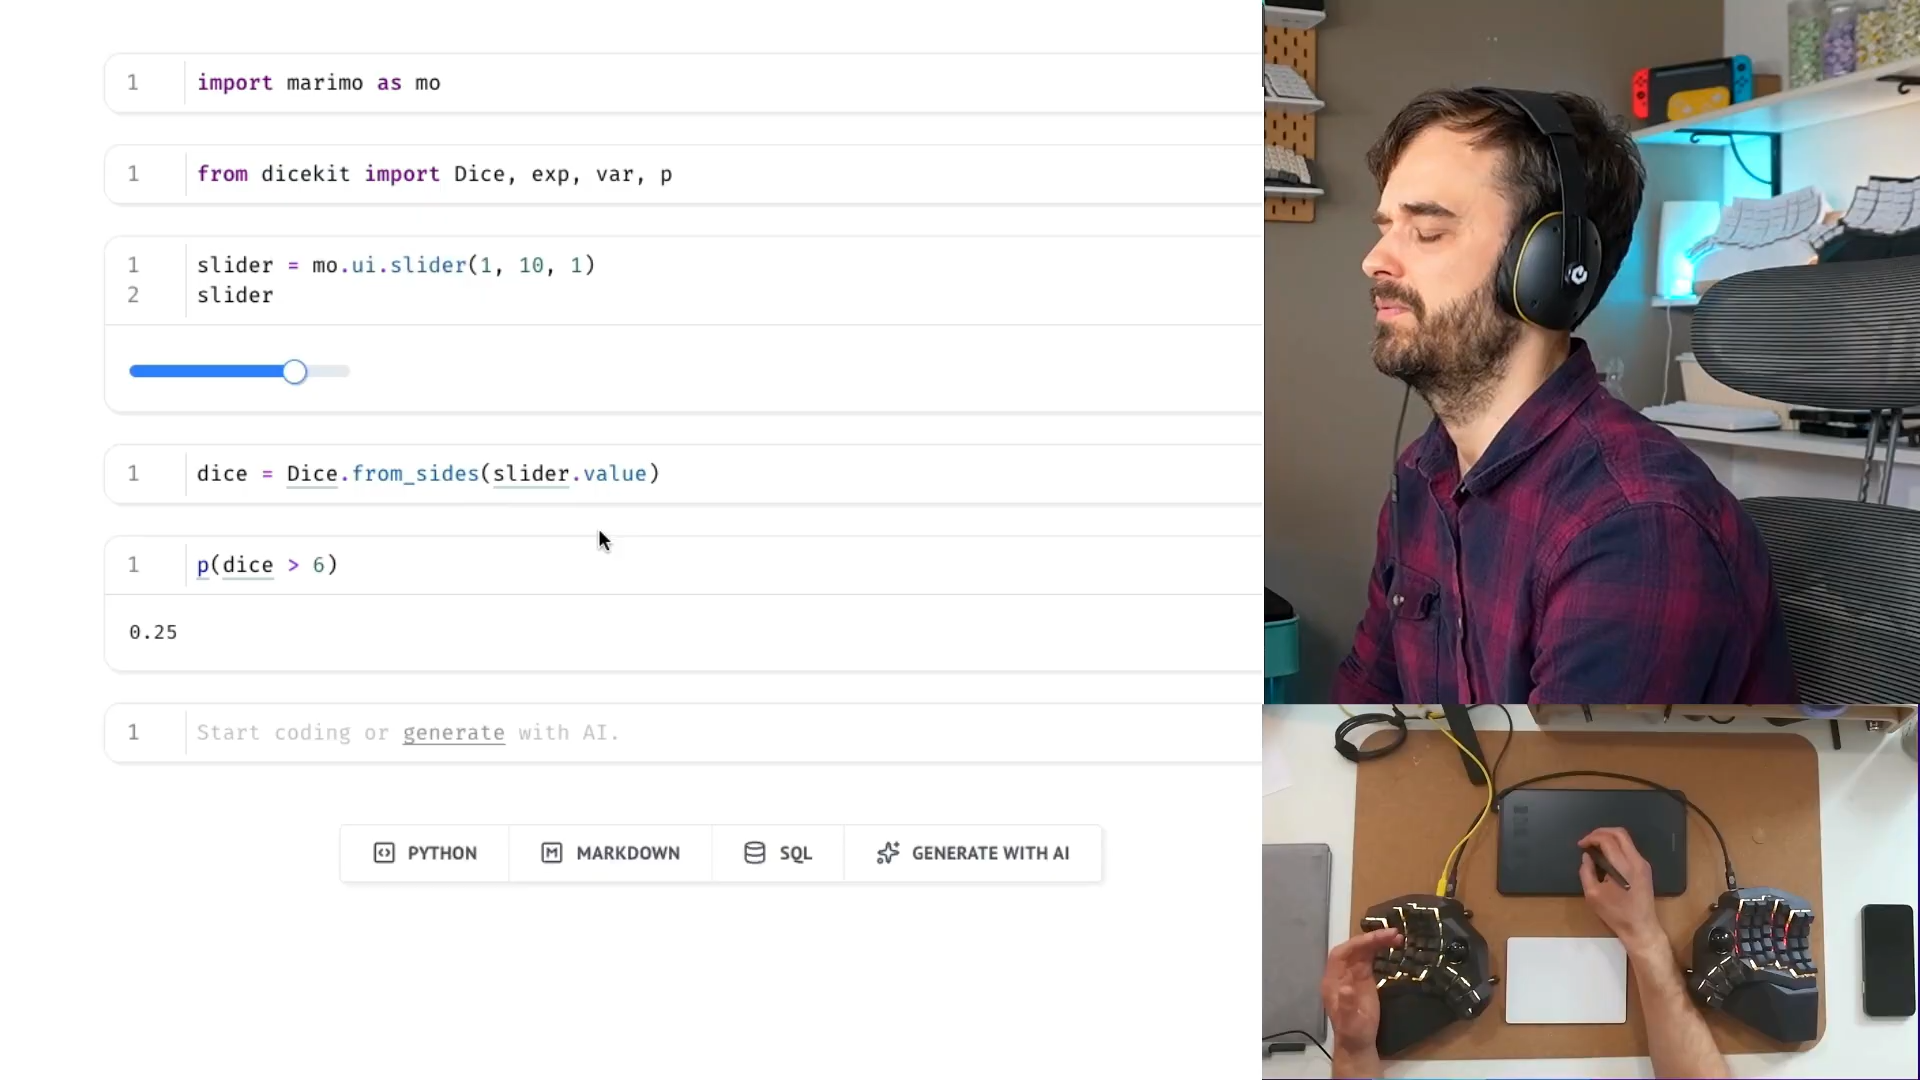 1 import marimo as mo
1 from dicekit import Dice, exp, var, p
1 slider = mo.ui.slider(1, 10, 1)
2 slider
1 dice = Dice.from_sides(slider.value)
1 p(dice > 6)
0.25
1 Start coding or generate with AI.
PYTHON MARKDOWN SQL GENERATE WITH AI